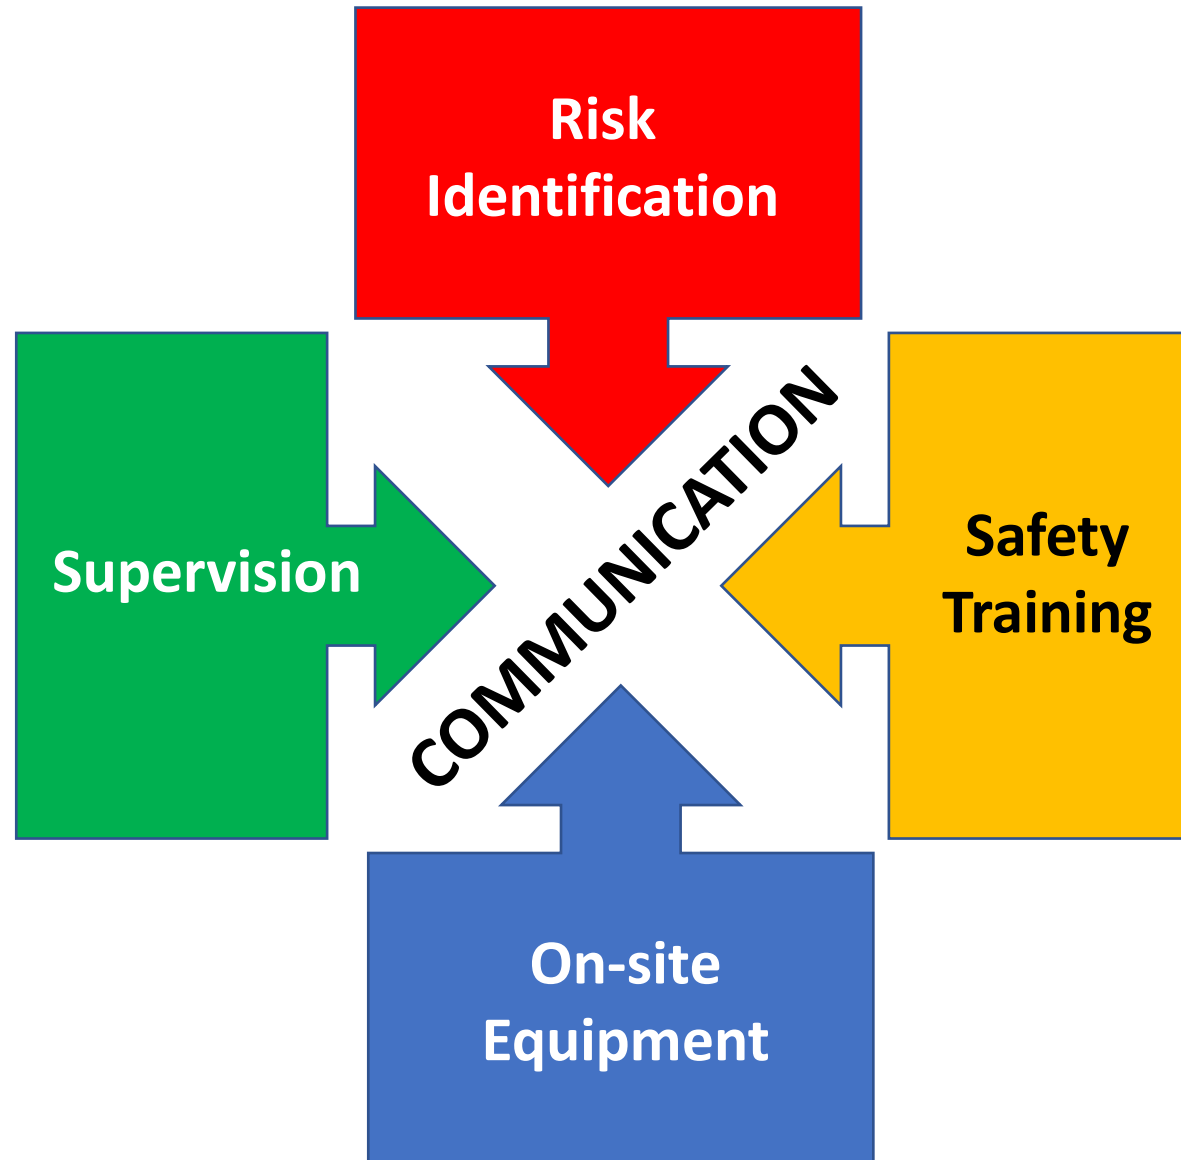 Risk
Identification
COMMUNICATION
Supervision
Safety
Training
On-site
Equipment